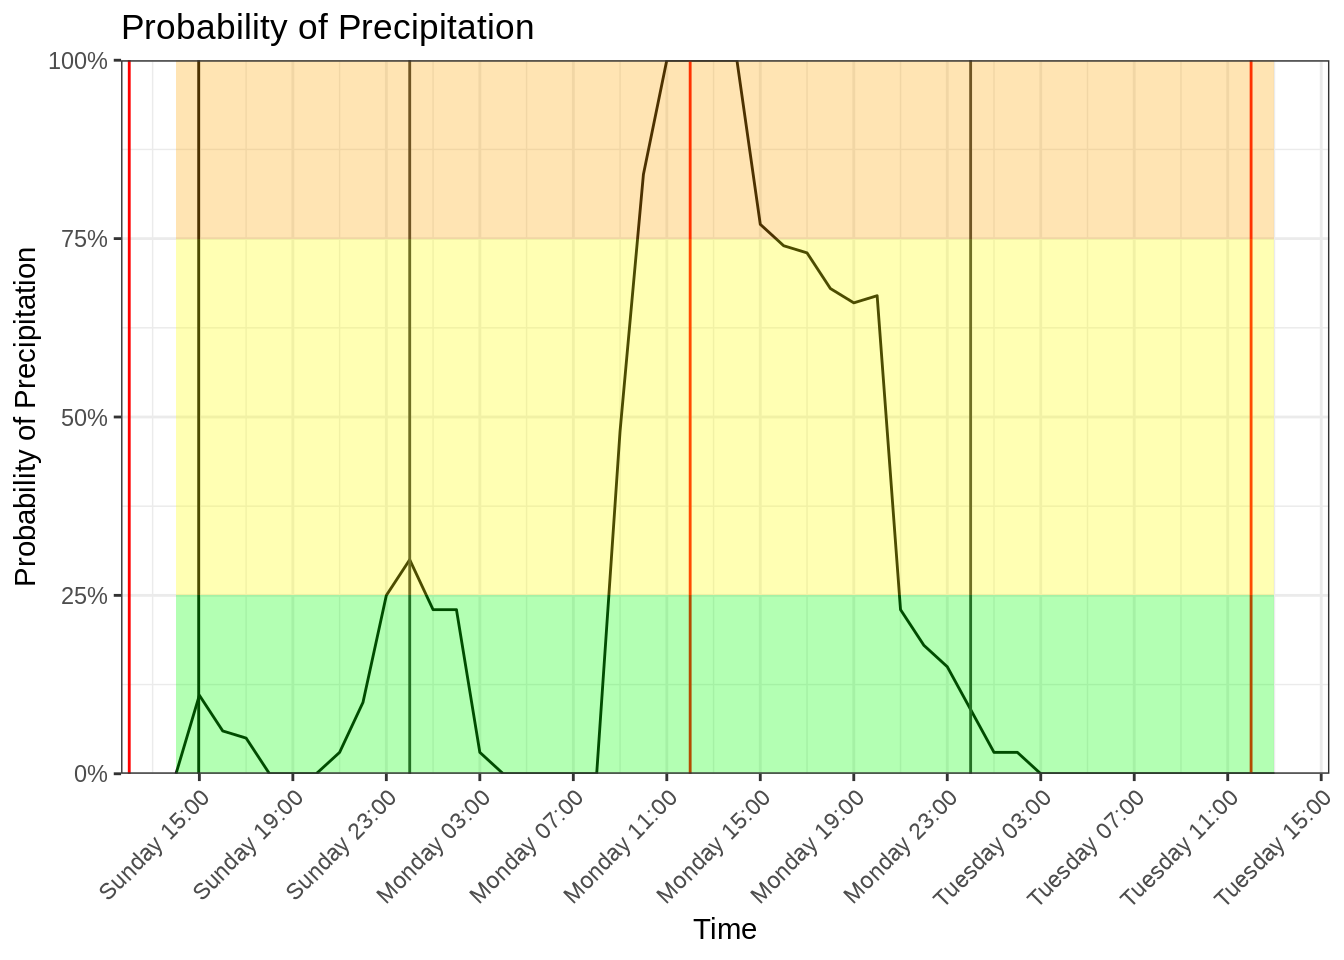 Probability of Precipitation
Probability of Precipitation
100%
75%
50%
25%
0%
Sunday 15:00
Sunday 19:00
Sunday 23:00
Monday 03:00
Monday 07:00
Monday 11:00
Monday 15:00
Monday 19:00
Monday 23:00
Tuesday 03:00
Tuesday 07:00
Tuesday 11:00
Tuesday 15:00
Time